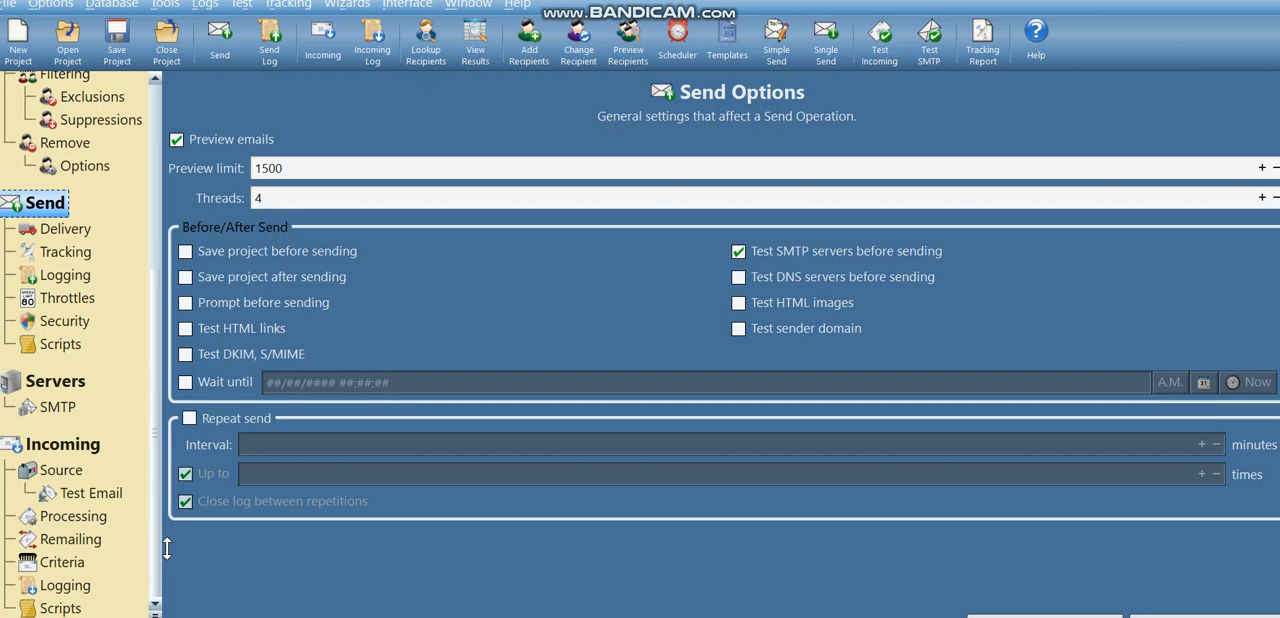 File Options Database Tools Logs Test Tracking Wizards Interface Window Help
www.BANDICAM.com
New Project
Open Project
Save Project
Close Project
Send
Send Log
Incoming
Incoming Log
Lookup Recipients
View Results
Add Recipients
Change Recipient
Preview Recipients
Scheduler
Templates
Simple Send
Single Send
Test Incoming
Test SMTP
Tracking Report
Help
Filtering
Exclusions
Suppressions
Remove
Options
Send
Delivery
Tracking
Logging
SPEED LIMIT 80
Throttles
Security
Scripts
Servers
SMTP
Incoming
Source
Test Email
Processing
Remailing
Criteria
Logging
Scripts
Send Options
General settings that affect a Send Operation.
Preview emails
Preview limit: 1500 + −
Threads: 4 + −
Before/After Send
Save project before sending
Test SMTP servers before sending
Save project after sending
Test DNS servers before sending
Prompt before sending
Test HTML images
Test HTML links
Test sender domain
Test DKIM, S/MIME
Wait until ##/##/#### ##:##:## A.M. 31 Now
Repeat send
Interval: + − minutes
Up to + − times
Close log between repetitions